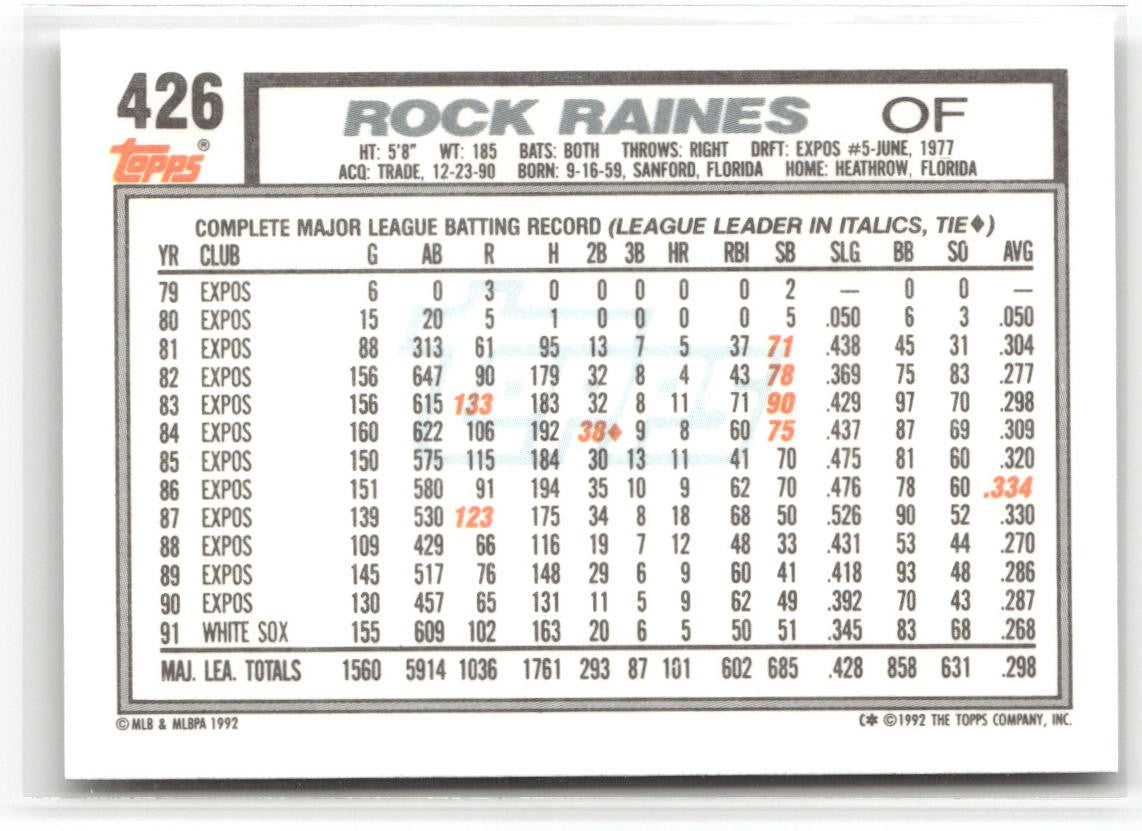 426
Topps®
ROCK RAINES OF
HT: 5'8" WT: 185 BATS: BOTH THROWS: RIGHT DRFT: EXPOS #5-JUNE, 1977
ACQ: TRADE, 12-23-90 BORN: 9-16-59, SANFORD, FLORIDA HOME: HEATHROW, FLORIDA
COMPLETE MAJOR LEAGUE BATTING RECORD (LEAGUE LEADER IN ITALICS, TIE♦)
YR CLUB G AB R H 2B 3B HR RBI SB SLG BB SO AVG
79 EXPOS 6 0 3 0 0 0 0 0 2 — 0 0 —
80 EXPOS 15 20 5 1 0 0 0 0 5 .050 6 3 .050
81 EXPOS 88 313 61 95 13 7 5 37 71 .438 45 31 .304
82 EXPOS 156 647 90 179 32 8 4 43 78 .369 75 83 .277
83 EXPOS 156 615 133 183 32 8 11 71 90 .429 97 70 .298
84 EXPOS 160 622 106 192 38♦ 9 8 60 75 .437 87 69 .309
85 EXPOS 150 575 115 184 30 13 11 41 70 .475 81 60 .320
86 EXPOS 151 580 91 194 35 10 9 62 70 .476 78 60 .334
87 EXPOS 139 530 123 175 34 8 18 68 50 .526 90 52 .330
88 EXPOS 109 429 66 116 19 7 12 48 33 .431 53 44 .270
89 EXPOS 145 517 76 148 29 6 9 60 41 .418 93 48 .286
90 EXPOS 130 457 65 131 11 5 9 62 49 .392 70 43 .287
91 WHITE SOX 155 609 102 163 20 6 5 50 51 .345 83 68 .268
MAJ. LEA. TOTALS 1560 5914 1036 1761 293 87 101 602 685 .428 858 631 .298
©MLB & MLBPA 1992
C* ©1992 THE TOPPS COMPANY, INC.